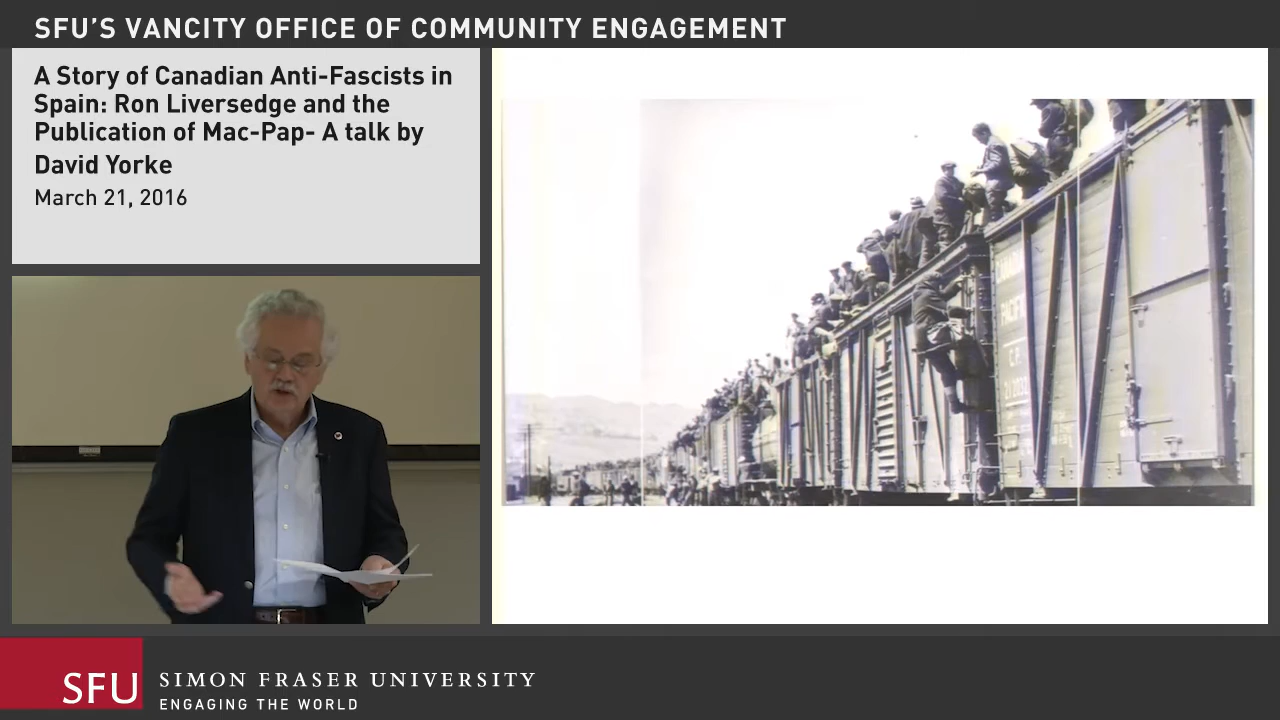 SFU'S VANCITY OFFICE OF COMMUNITY ENGAGEMENT
A Story of Canadian Anti-Fascists in
Spain: Ron Liversedge and the
Publication of Mac-Pap- A talk by
David Yorke
March 21, 2016
PACIFIC
C.P.
SFU
SIMON FRASER UNIVERSITY
ENGAGING THE WORLD